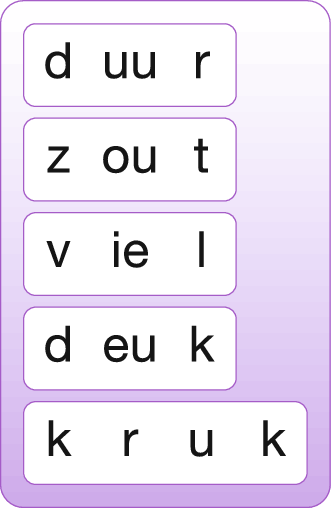 d uu r
z ou t
v ie l
d eu k
k r u k